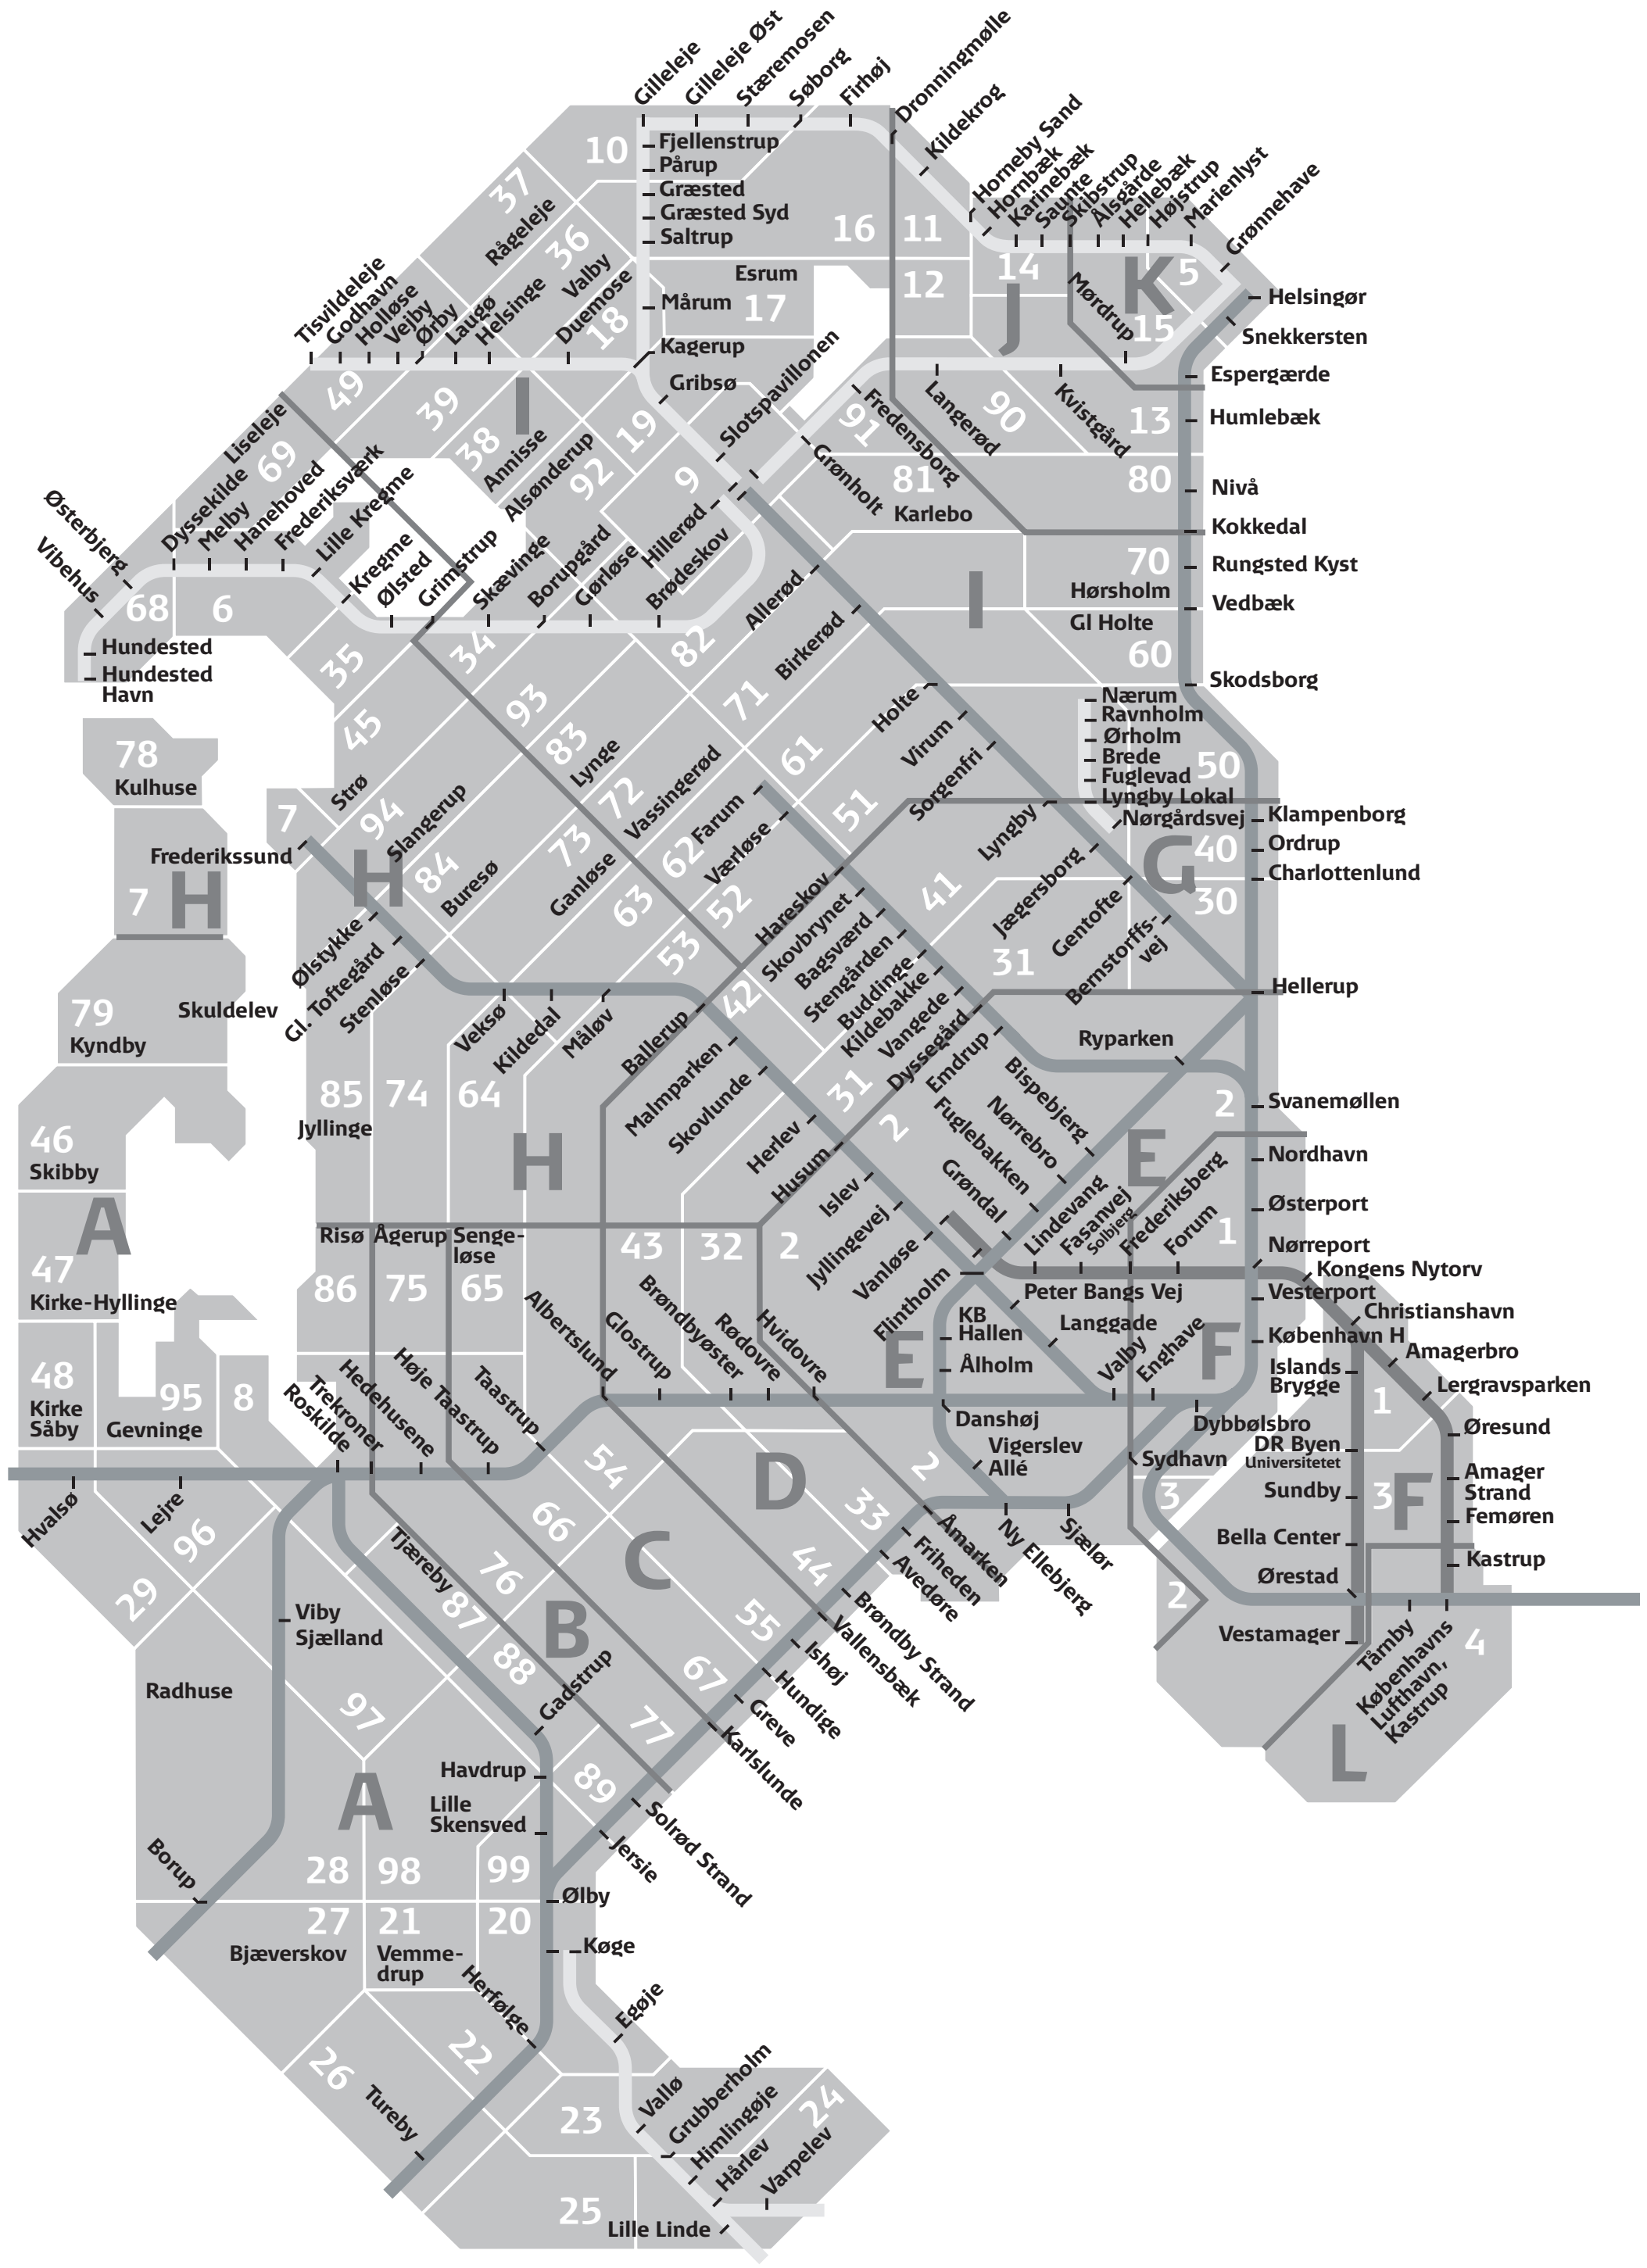 Gilleleje
Gilleleje Øst
Stæremosen
Søborg
Firhøj
Dronningmølle
Kildekrog
Horneby Sand
Hornbæk
Karinebæk
Saunte
Skibstrup
Ålsgårde
Hellebæk
Højstrup
Marienlyst
Grønnehave
10
Fjellenstrup
Pårup
Græsted
Græsted Syd
Saltrup
37
Rågeleje
36
Valby
Duemose
18
16
11
Esrum
17
12
14
J
K
5
Mørdrup
15
Mårum
Kagerup
Gribsø
Slotspavillonen
Helsingør
Snekkersten
Espergærde
Humlebæk
Nivå
Kokkedal
Rungsted Kyst
Vedbæk
Skodsborg
Tisvildeleje
Godhavn
Holløse
Vejby
Ørby
Laugø
Helsinge
49
39
I
38
Annisse
Alsønderup
92
19
9
91
Fredensborg
Langerød
90
Kvistgård
13
Grønholt
81
Karlebo
80
Liseleje
69
Østerbjerg
Vibehus
Dyssekilde
Melby
Hanehoved
Frederiksværk
Lille Kregme
Kregme
Ølsted
Grimstrup
Skævinge
Borupgård
Gørløse
Hillerød
Brødeskov
68
6
Hundested
Hundested
Havn
Allerød
Birkerød
I
70
Hørsholm
Gl Holte
60
35
34
82
45
93
71
83
78
Kulhuse
Strø
7
94
Slangerup
84
Lynge
72
Vassingerød
61
Holte
Virum
Sorgenfri
Nærum
Ravnholm
Ørholm
Brede
Fuglevad
Lyngby Lokal
Nørgårdsvej
50
Frederikssund
H
7
H
Buresø
73
Ganløse
62
63
Farum
Værløse
51
52
53
Hareskov
Skovbrynet
Bagsværd
Stengården
Buddinge
Kildebakke
Vangede
Dyssegård
Emdrup
41
Lyngby
Jægersborg
Gentofte
Bernstorffs-
vej
G
40
30
31
Klampenborg
Ordrup
Charlottenlund
Hellerup
Ølstykke
Gl. Toftegård
Stenløse
Veksø
Kildedal
Måløv
Ballerup
42
Malmparken
Skovlunde
Herlev
Husum
Islev
Jyllingevej
Vanløse
Flintholm
Ryparken
Bispebjerg
Nørrebro
Fuglebakken
Grøndal
31
2
2
E
Svanemøllen
Nordhavn
Østerport
Nørreport
1
79
Kyndby
Skuldelev
46
Skibby
A
47
Kirke-Hyllinge
48
Kirke
Såby
95
Gevninge
8
85
Jyllinge
74
64
H
Risø
Ågerup
Senge-
løse
86
75
65
43
32
2
Lindevang
Fasanvej
Solbjerg
Frederiksberg
Forum
Kongens Nytorv
Vesterport
Christianshavn
København H
Amagerbro
Islands
Brygge
Lergravsparken
Øresund
Amager
Strand
Femøren
Kastrup
Peter Bangs Vej
Langgade
KB
Hallen
E
Ålholm
Valby
Enghave
F
Danshøj
Vigerslev
Allé
Dybbølsbro
DR Byen
Universitetet
Sundby
Bella Center
Ørestad
Vestamager
Sydhavn
3
1
3
F
2
Albertslund
Glostrup
Brøndbyøster
Rødovre
Hvidovre
Taastrup
Høje Taastrup
Hedehusene
Trekroner
Roskilde
Hvalsø
Lejre
96
29
54
66
C
76
Tjæreby
87
88
B
Gadstrup
D
2
33
44
55
67
77
89
Åmarken
Friheden
Avedøre
Ny Ellebjerg
Sjælør
Brøndby Strand
Vallensbæk
Ishøj
Hundige
Greve
Karlslunde
Solrød Strand
Jersie
Tårnby
Københavns
Lufthavn,
Kastrup
4
L
Viby
Sjælland
Radhuse
97
A
Havdrup
Lille
Skensved
Borup
28
98
99
27
21
20
Bjæverskov
Vemme-
drup
Ølby
Køge
Herfølge
Egøje
22
26
Tureby
23
Vallø
Grubberholm
Himlingøje
Hårlev
Varpelev
24
25
Lille Linde